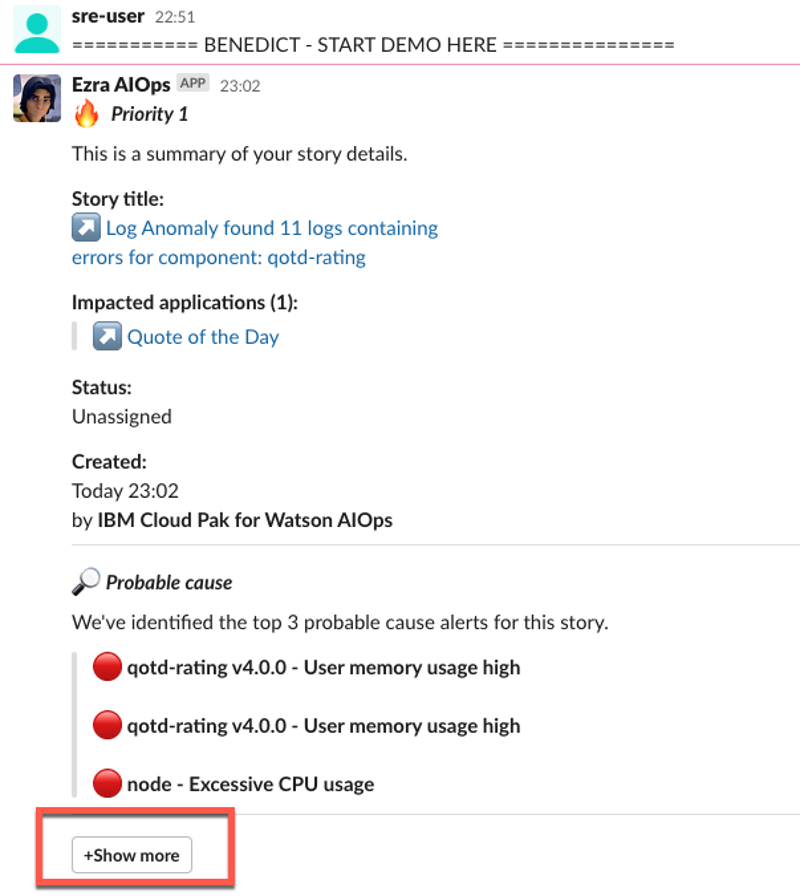 sre-user 22:51
=========== BENEDICT - START DEMO HERE ===============
Ezra AIOps APP 23:02
Priority 1
This is a summary of your story details.
Story title:
Log Anomaly found 11 logs containing
errors for component: qotd-rating
Impacted applications (1):
Quote of the Day
Status:
Unassigned
Created:
Today 23:02
by IBM Cloud Pak for Watson AIOps
Probable cause
We've identified the top 3 probable cause alerts for this story.
qotd-rating v4.0.0 - User memory usage high
qotd-rating v4.0.0 - User memory usage high
node - Excessive CPU usage
+Show more